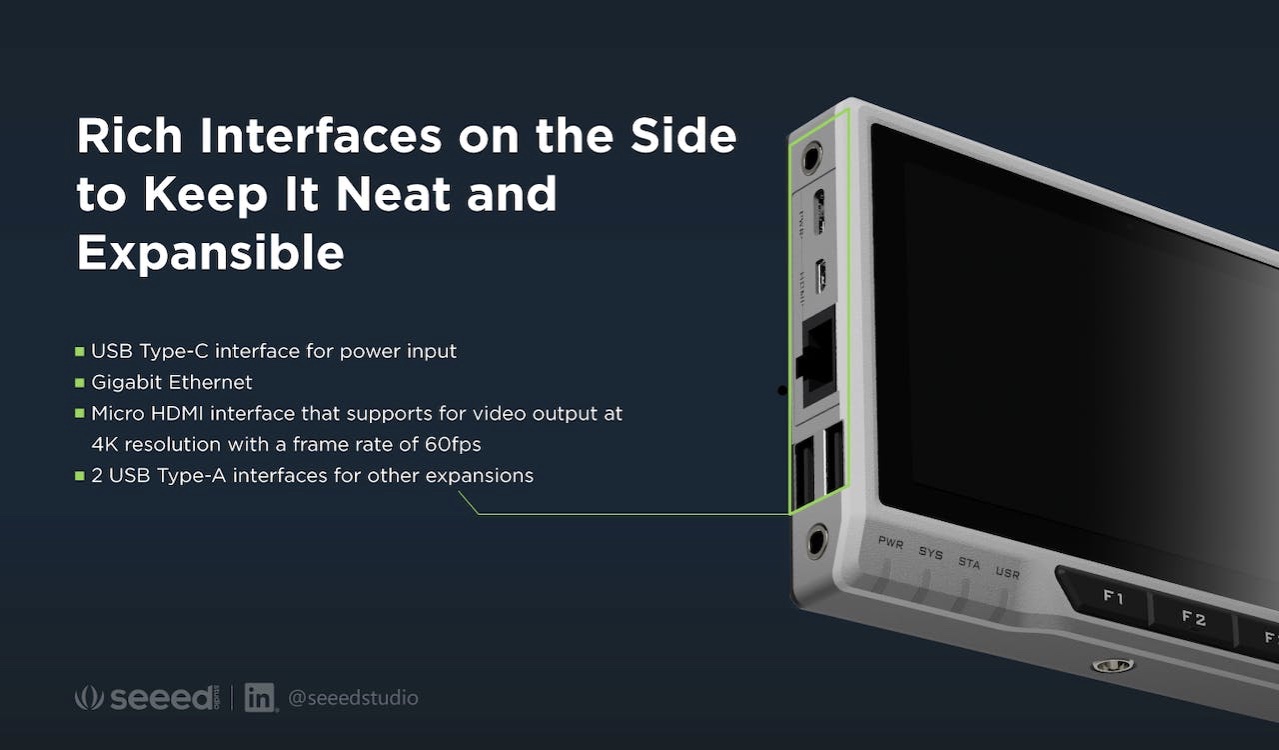 Rich Interfaces on the Side
to Keep It Neat and
Expansible
USB Type-C interface for power input
Gigabit Ethernet
Micro HDMI interface that supports for video output at
4K resolution with a frame rate of 60fps
2 USB Type-A interfaces for other expansions
PWR
HDMI
PWR SYS STA USR
F1 F2
seeed studio | in @seeedstudio